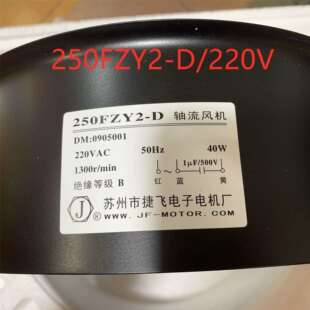 250FZY2-D/220V
250FZY2-D 轴流风机
DM:0905001
220VAC 50Hz 40W
1300r/min 1μF/500V
绝缘等级 B 红 ~ 蓝 黄
J 苏州市捷飞电子电机厂
WWW.JF-MOTOR.COM